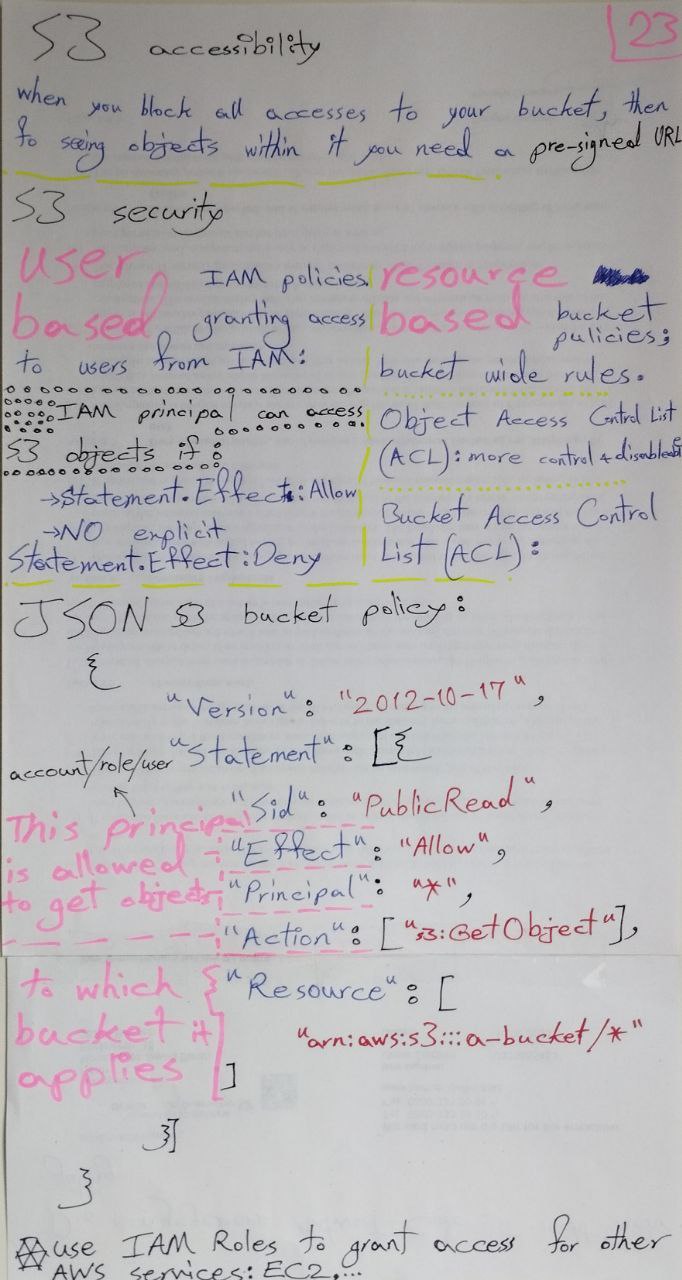 S3 accessibility
23
when you block all accesses to your bucket, then
to seeing objects within it you need a pre-signed URL
S3 security
user
based
IAM policies
granting access
to users from IAM:
IAM principal can access
S3 objects if:
→Statement.Effect:Allow
→NO explicit
Statement.Effect:Deny
resource
based bucket
pulicies;
bucket wide rules.
Object Access Control List
(ACL): more control & disableable
Bucket Access Control
List (ACL):
JSON S3 bucket policy:
{
"Version": "2012-10-17",
"Statement": [{
account/role/user
"Sid": "PublicRead",
This principal
is allowed
to get objects
"Effect": "Allow",
"Principal": "*",
"Action": ["s3:GetObject"],
to which
bucket it
applies
"Resource": [
"arn:aws:s3:::a-bucket/*"
]
}]
}
use IAM Roles to grant access for other
AWS services: EC2,...